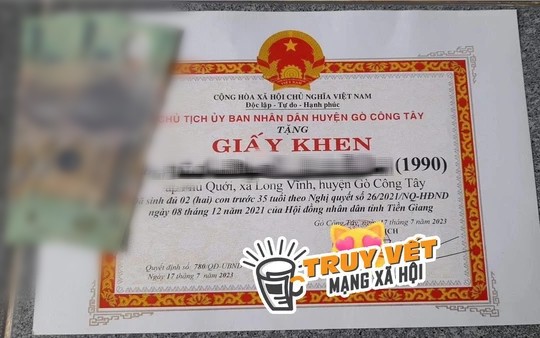 CỘNG HÒA XÃ HỘI CHỦ NGHĨA VIỆT NAM
Độc lập - Tự do - Hạnh phúc
CHỦ TỊCH ỦY BAN NHÂN DÂN HUYỆN GÒ CÔNG TÂY
TẶNG
GIẤY KHEN
(1990)
Phú Quới, xã Long Vĩnh, huyện Gò Công Tây
sinh đủ 02 (hai) con trước 35 tuổi theo Nghị quyết số 26/2021/NQ-HĐND
ngày 08 tháng 12 năm 2021 của Hội đồng nhân dân tỉnh Tiền Giang
Gò Công Tây, ngày 17 tháng 7 năm 2023
TỊCH
Quyết định số: 780/QĐ-UBND
Ngày 17 tháng 7 năm 2023
TRUY VẾT
MẠNG XÃ HỘI